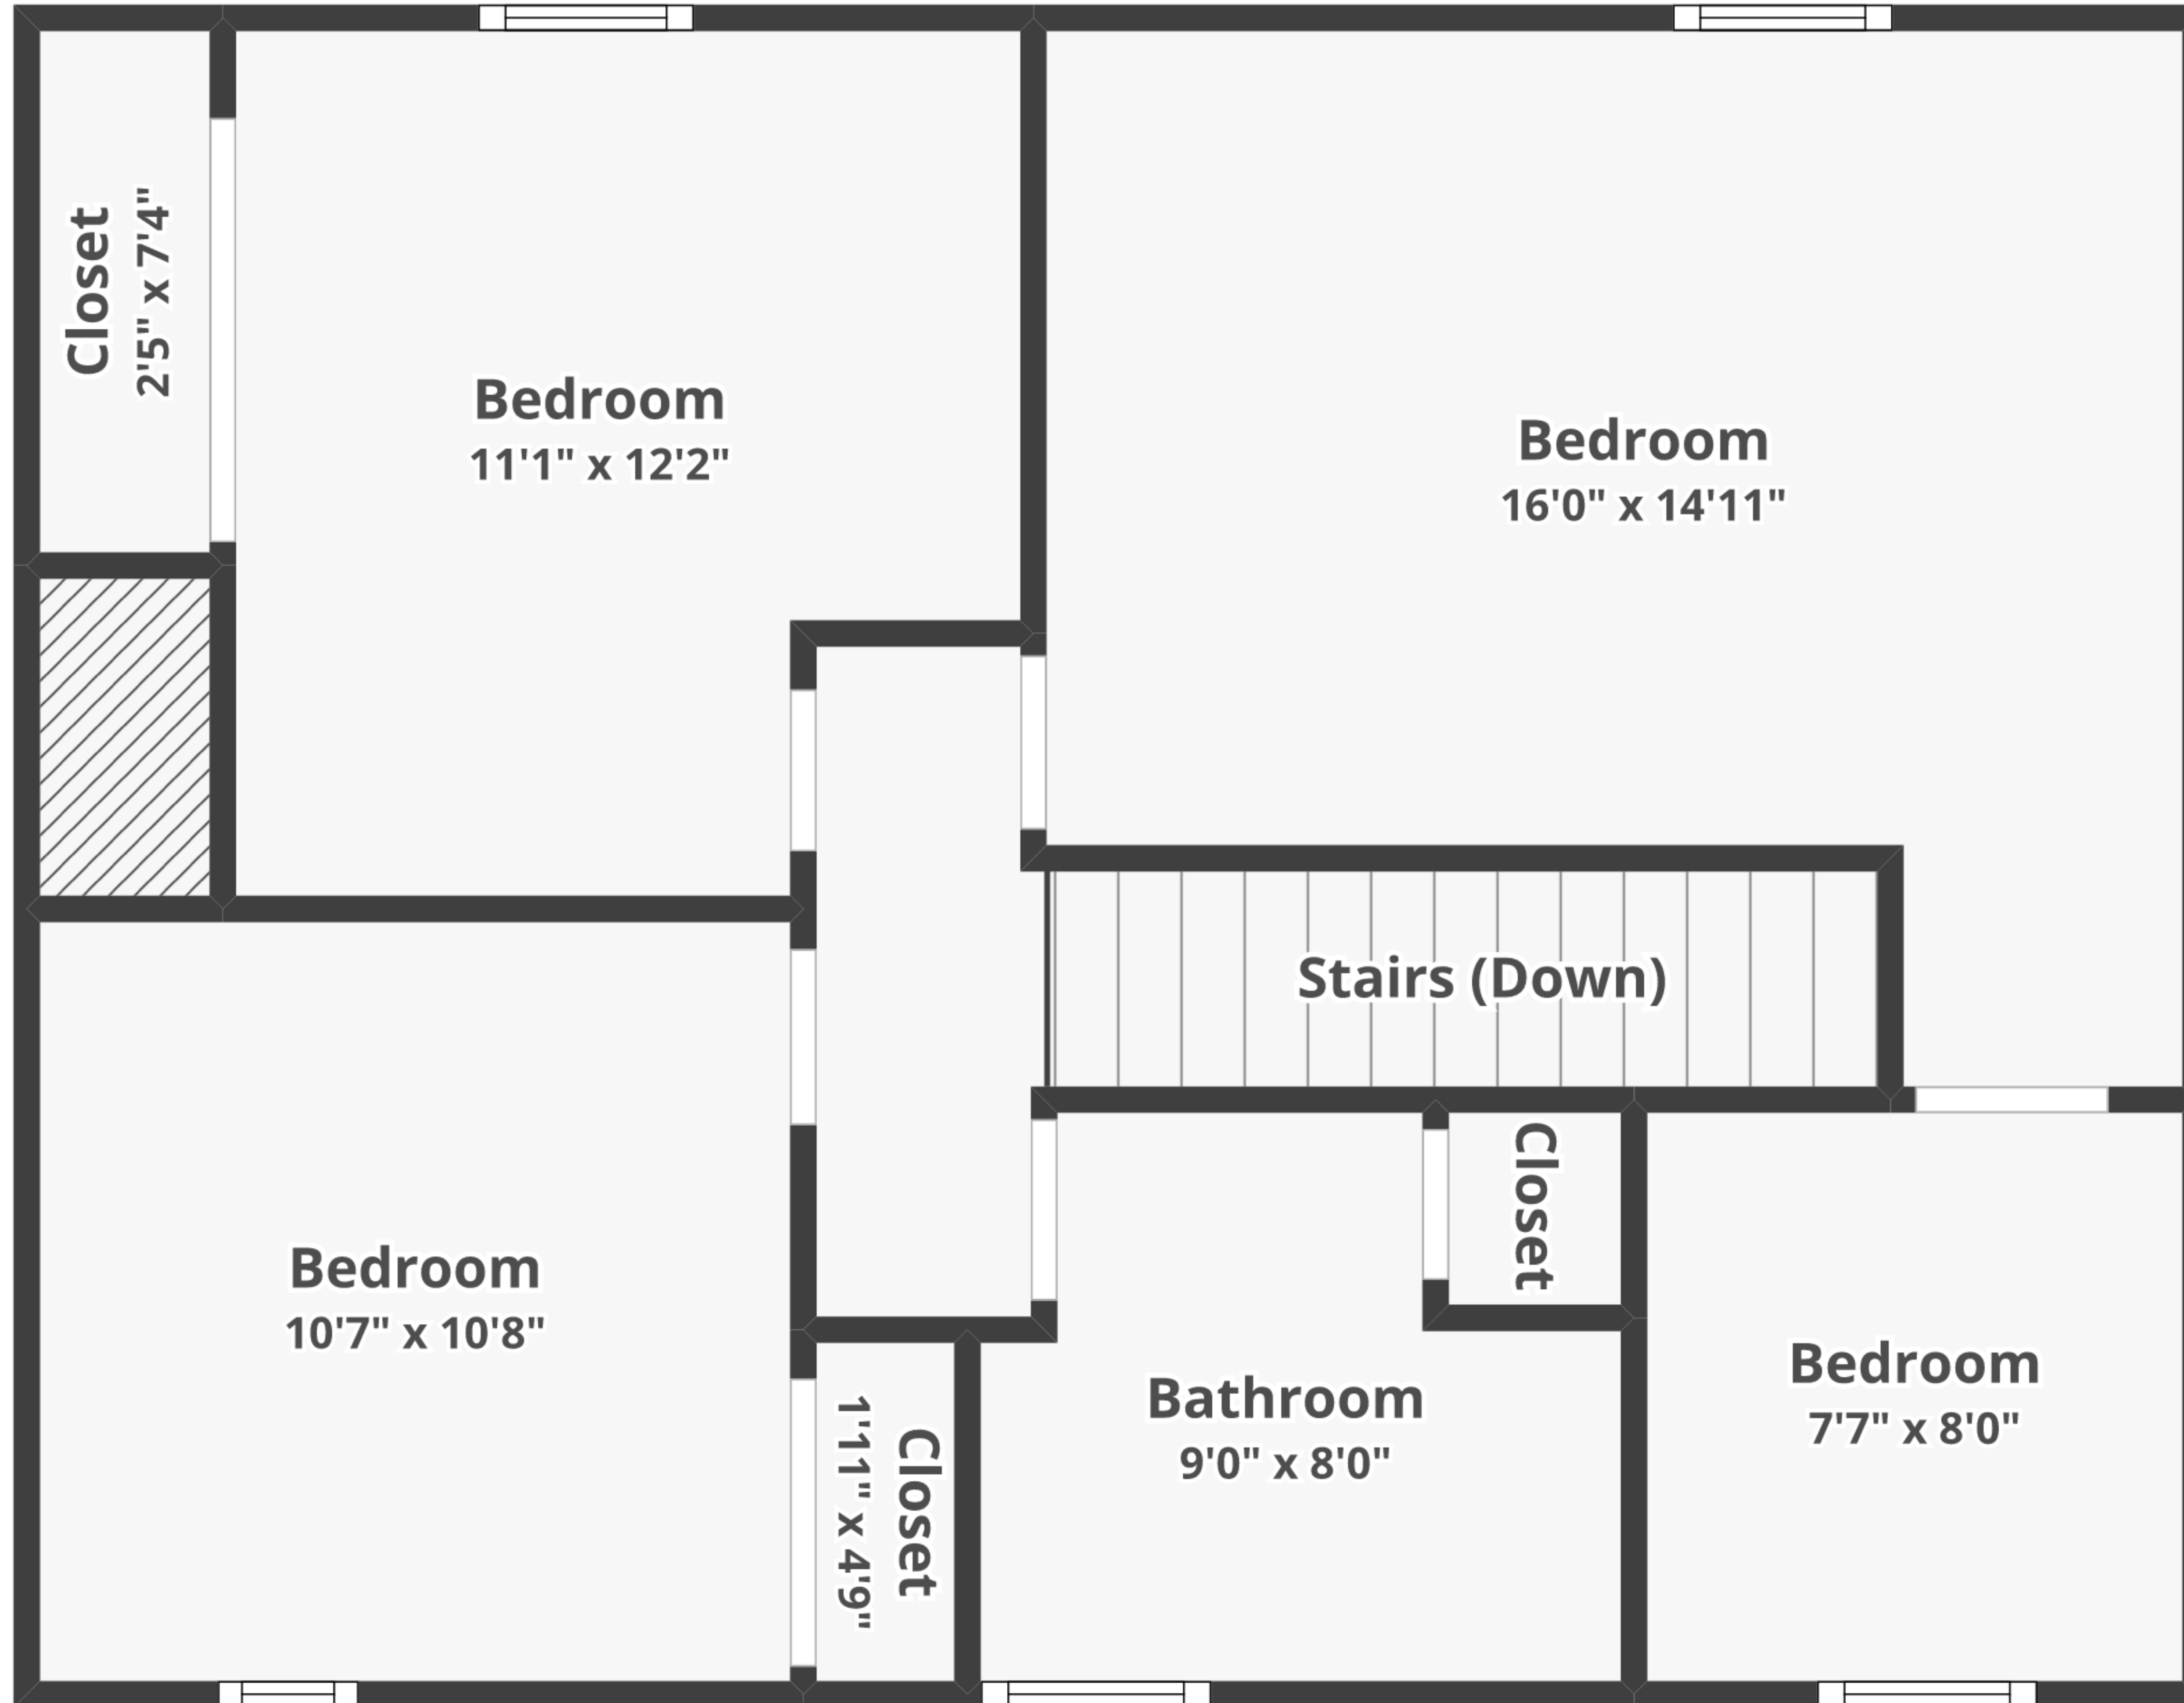 Closet
2'5" x 7'4"
Bedroom
11'1" x 12'2"
Bedroom
16'0" x 14'11"
Stairs (Down)
Closet
Bedroom
10'7" x 10'8"
Closet
1'11" x 4'9"
Bathroom
9'0" x 8'0"
Bedroom
7'7" x 8'0"